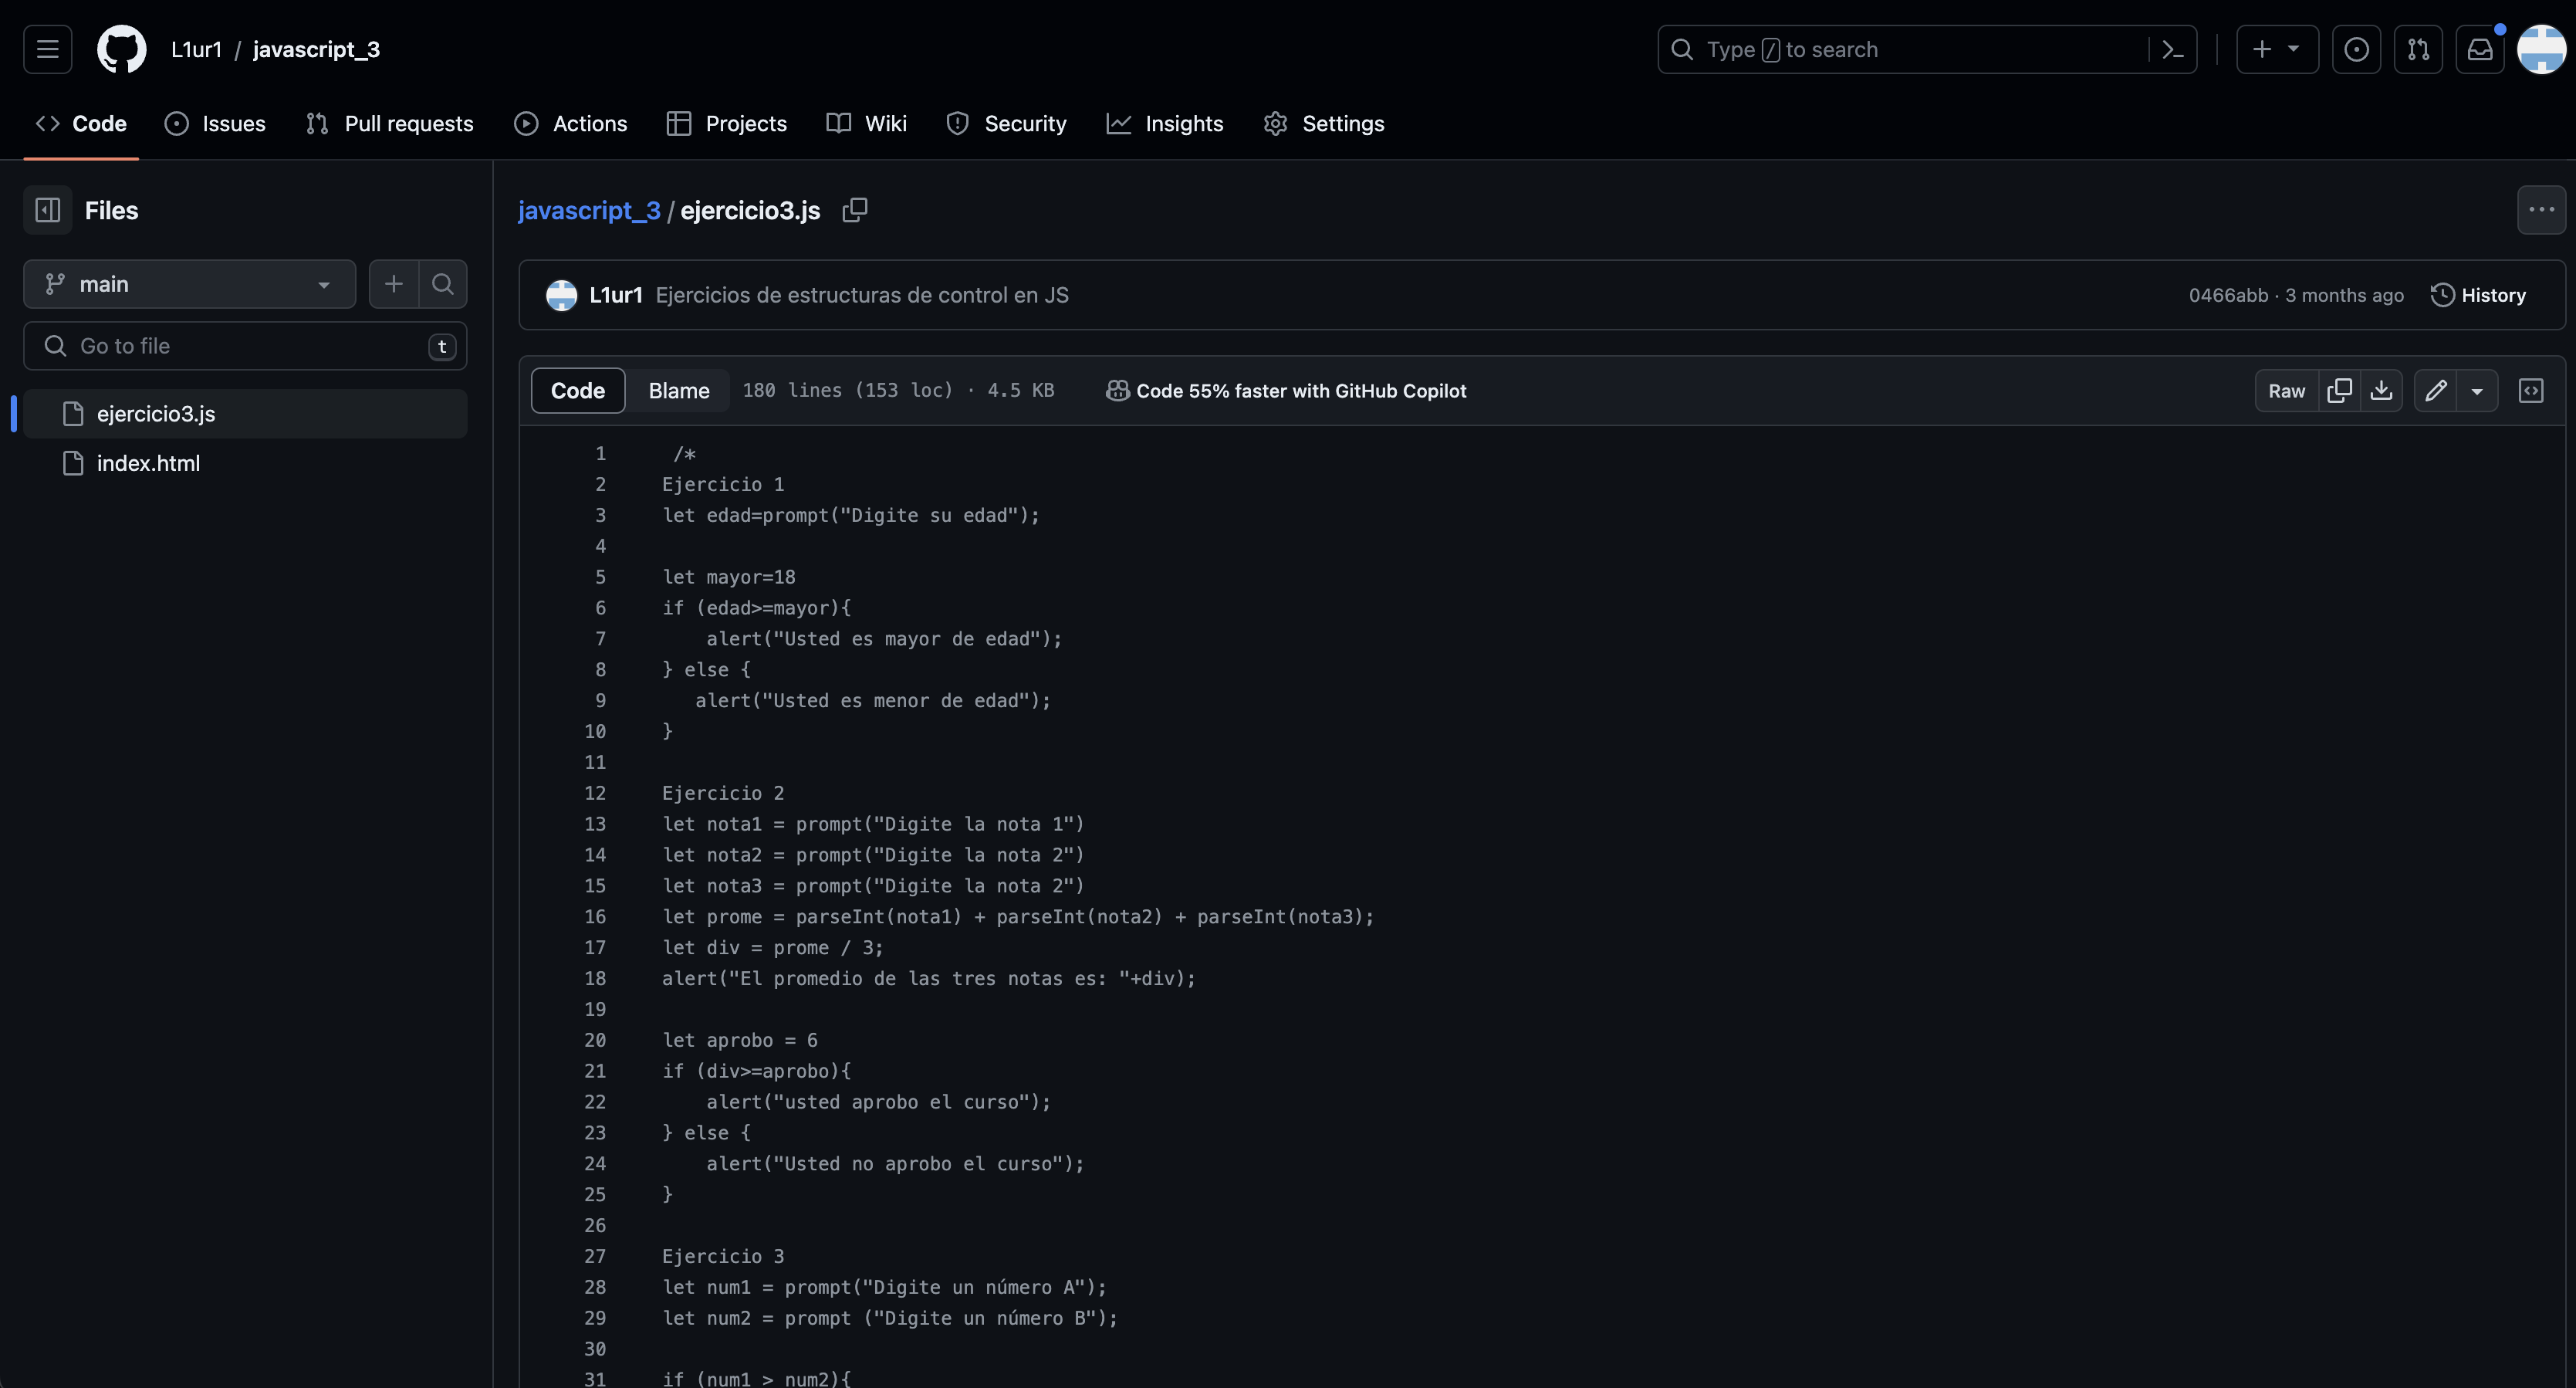 L1ur1 / javascript_3
Type / to search
Code
Issues
Pull requests
Actions
Projects
Wiki
Security
Insights
Settings
Files
main
Go to file
t
ejercicio3.js
index.html
javascript_3 / ejercicio3.js
L1ur1 Ejercicios de estructuras de control en JS
0466abb · 3 months ago
History
Code
Blame
180 lines (153 loc) · 4.5 KB
Code 55% faster with GitHub Copilot
Raw
1 /*
2 Ejercicio 1
3 let edad=prompt("Digite su edad");
4
5 let mayor=18
6 if (edad>=mayor){
7 alert("Usted es mayor de edad");
8 } else {
9 alert("Usted es menor de edad");
10 }
11
12 Ejercicio 2
13 let nota1 = prompt("Digite la nota 1")
14 let nota2 = prompt("Digite la nota 2")
15 let nota3 = prompt("Digite la nota 2")
16 let prome = parseInt(nota1) + parseInt(nota2) + parseInt(nota3);
17 let div = prome / 3;
18 alert("El promedio de las tres notas es: "+div);
19
20 let aprobo = 6
21 if (div>=aprobo){
22 alert("usted aprobo el curso");
23 } else {
24 alert("Usted no aprobo el curso");
25 }
26
27 Ejercicio 3
28 let num1 = prompt("Digite un número A");
29 let num2 = prompt ("Digite un número B");
30
31 if (num1 > num2){